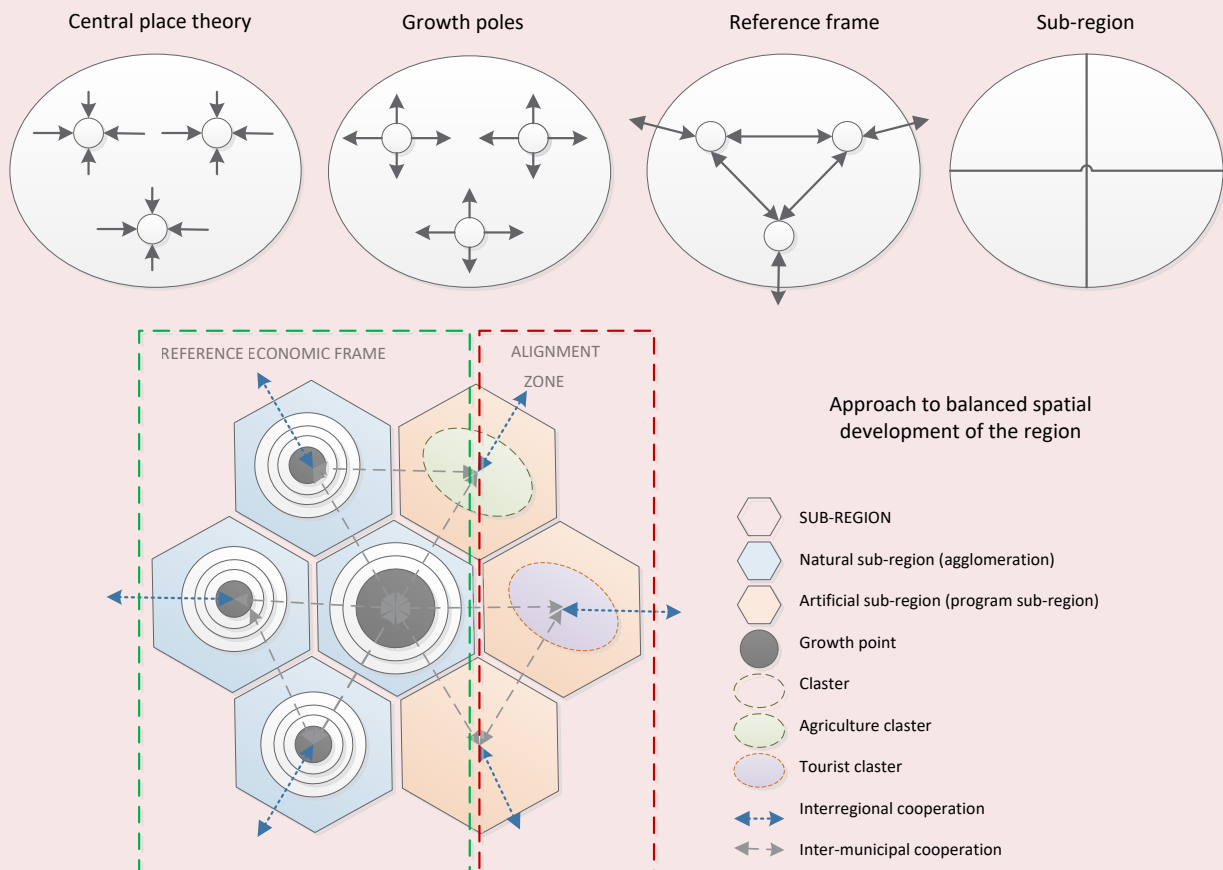 Central place theory
Growth poles
Reference frame
Sub-region
REFERENCE ECONOMIC FRAME
ALIGNMENT
ZONE
Approach to balanced spatial
development of the region
SUB-REGION
Natural sub-region (agglomeration)
Artificial sub-region (program sub-region)
Growth point
Claster
Agriculture claster
Tourist claster
Interregional cooperation
Inter-municipal cooperation